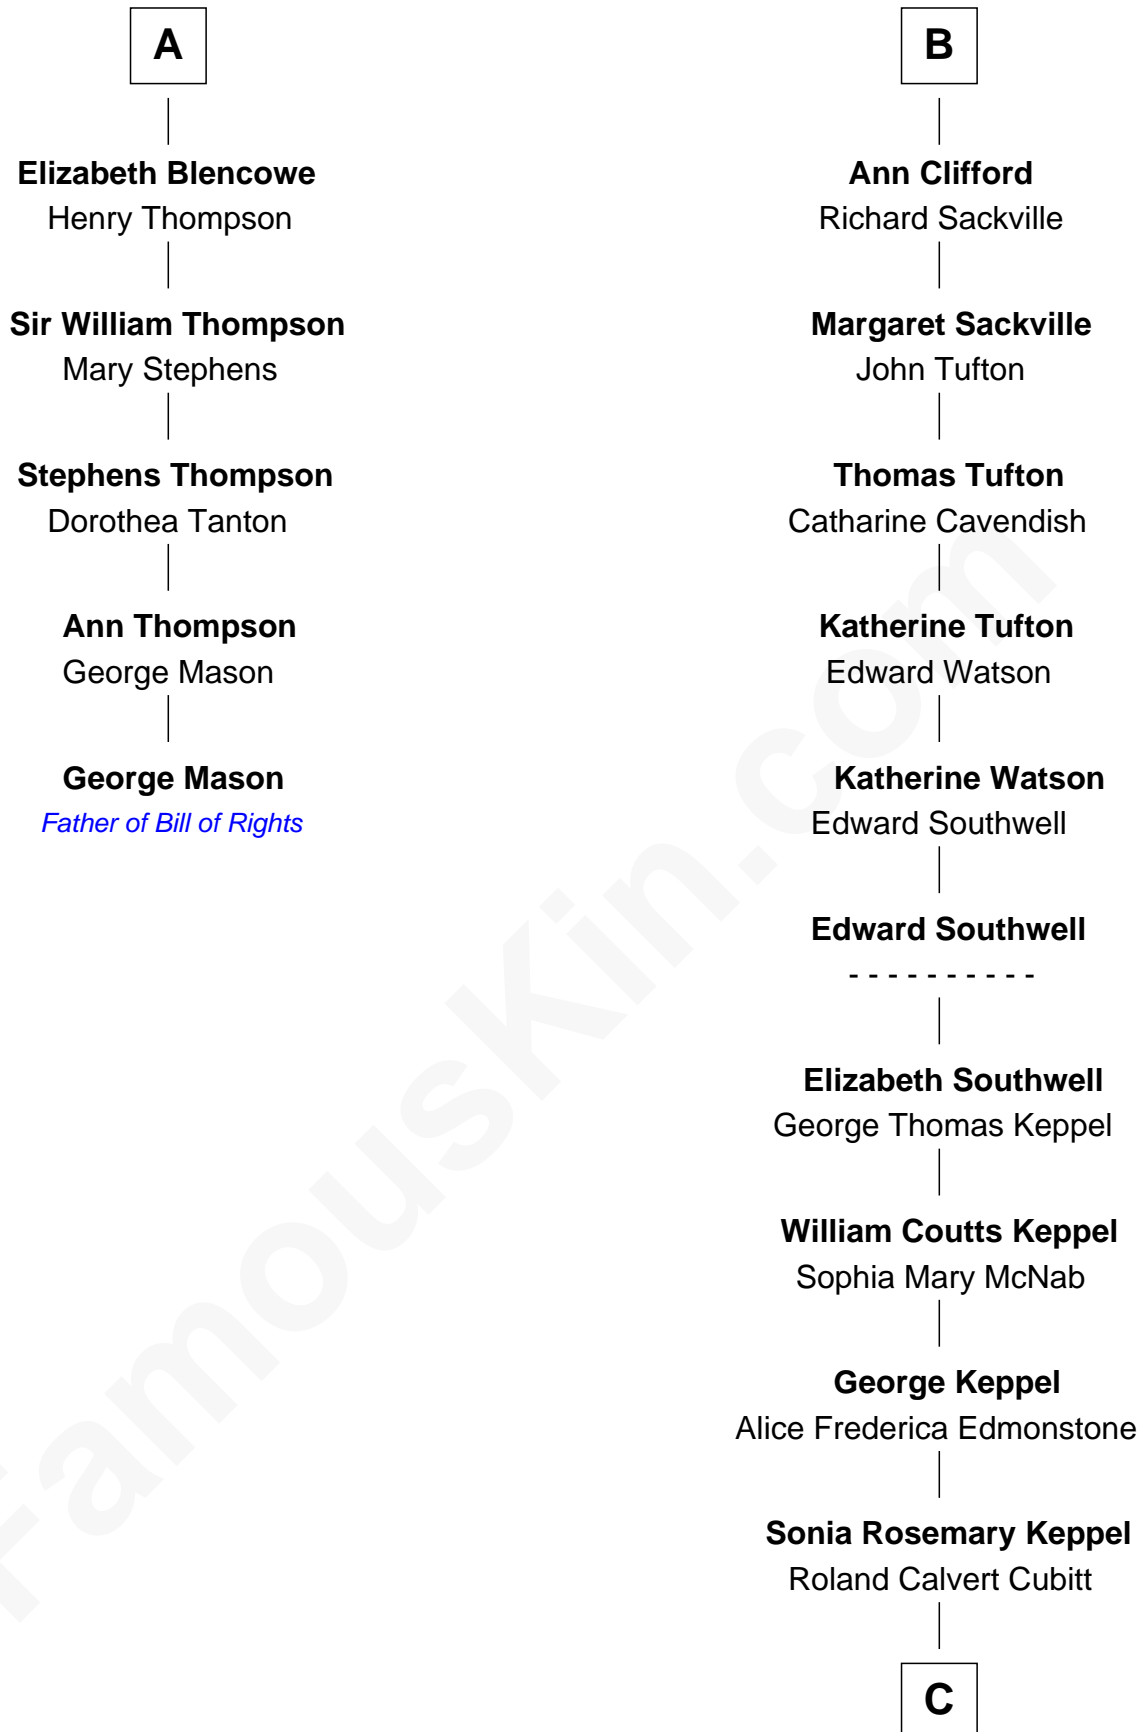 A
Elizabeth Blencowe
Henry Thompson
Sir William Thompson
Mary Stephens
Stephens Thompson
Dorothea Tanton
Ann Thompson
George Mason
George Mason
Father of Bill of Rights
B
Ann Clifford
Richard Sackville
Margaret Sackville
John Tufton
Thomas Tufton
Catharine Cavendish
Katherine Tufton
Edward Watson
Katherine Watson
Edward Southwell
Edward Southwell
- - - - - - - - - -
Elizabeth Southwell
George Thomas Keppel
William Coutts Keppel
Sophia Mary McNab
George Keppel
Alice Frederica Edmonstone
Sonia Rosemary Keppel
Roland Calvert Cubitt
C
FamousKin.com